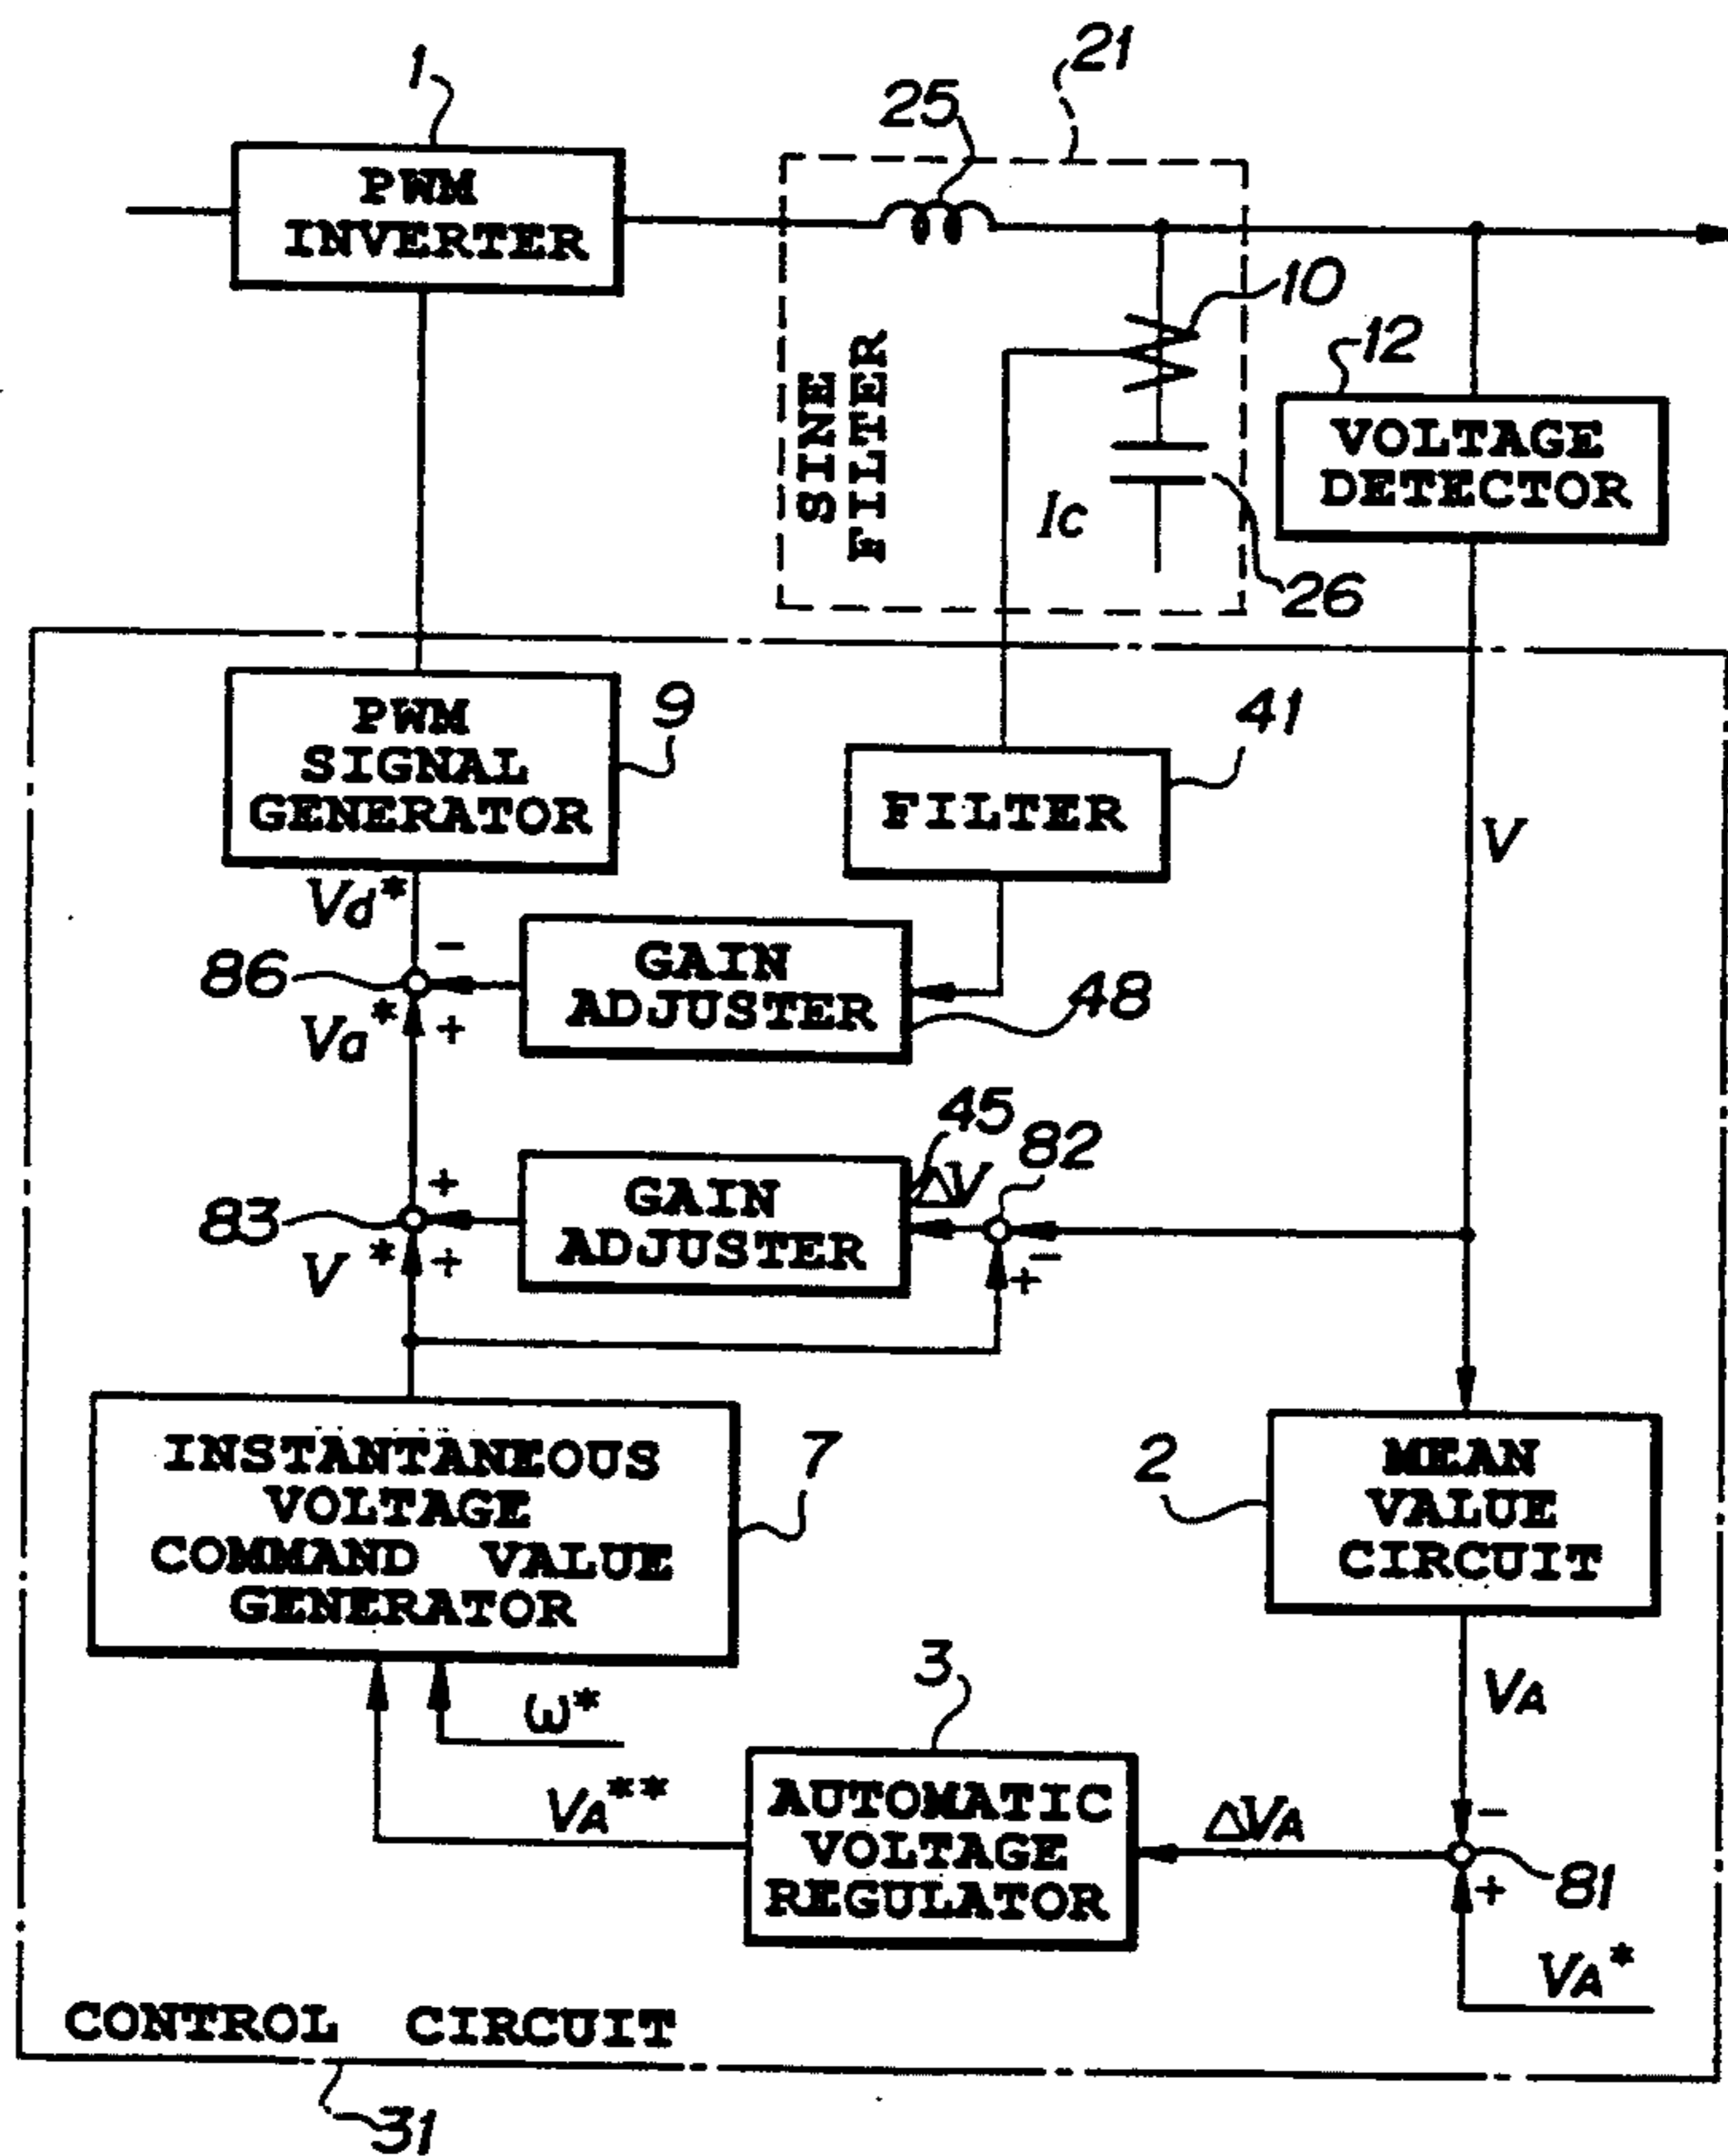 1
21
25
PWM
INVERTER
10
12
SINE
FILTER
VOLTAGE
DETECTOR
Ic
26
PWM
SIGNAL
GENERATOR
9
41
FILTER
V
Vd*
-
86
GAIN
ADJUSTER
48
Va*
+
45
82
ΔV
+
83
GAIN
ADJUSTER
V*
+
-
+
INSTANTANEOUS
VOLTAGE
COMMAND VALUE
GENERATOR
7
2
MEAN
VALUE
CIRCUIT
3
VA
ω*
VA**
AUTOMATIC
VOLTAGE
REGULATOR
ΔVA
-
81
+
VA*
CONTROL CIRCUIT
31